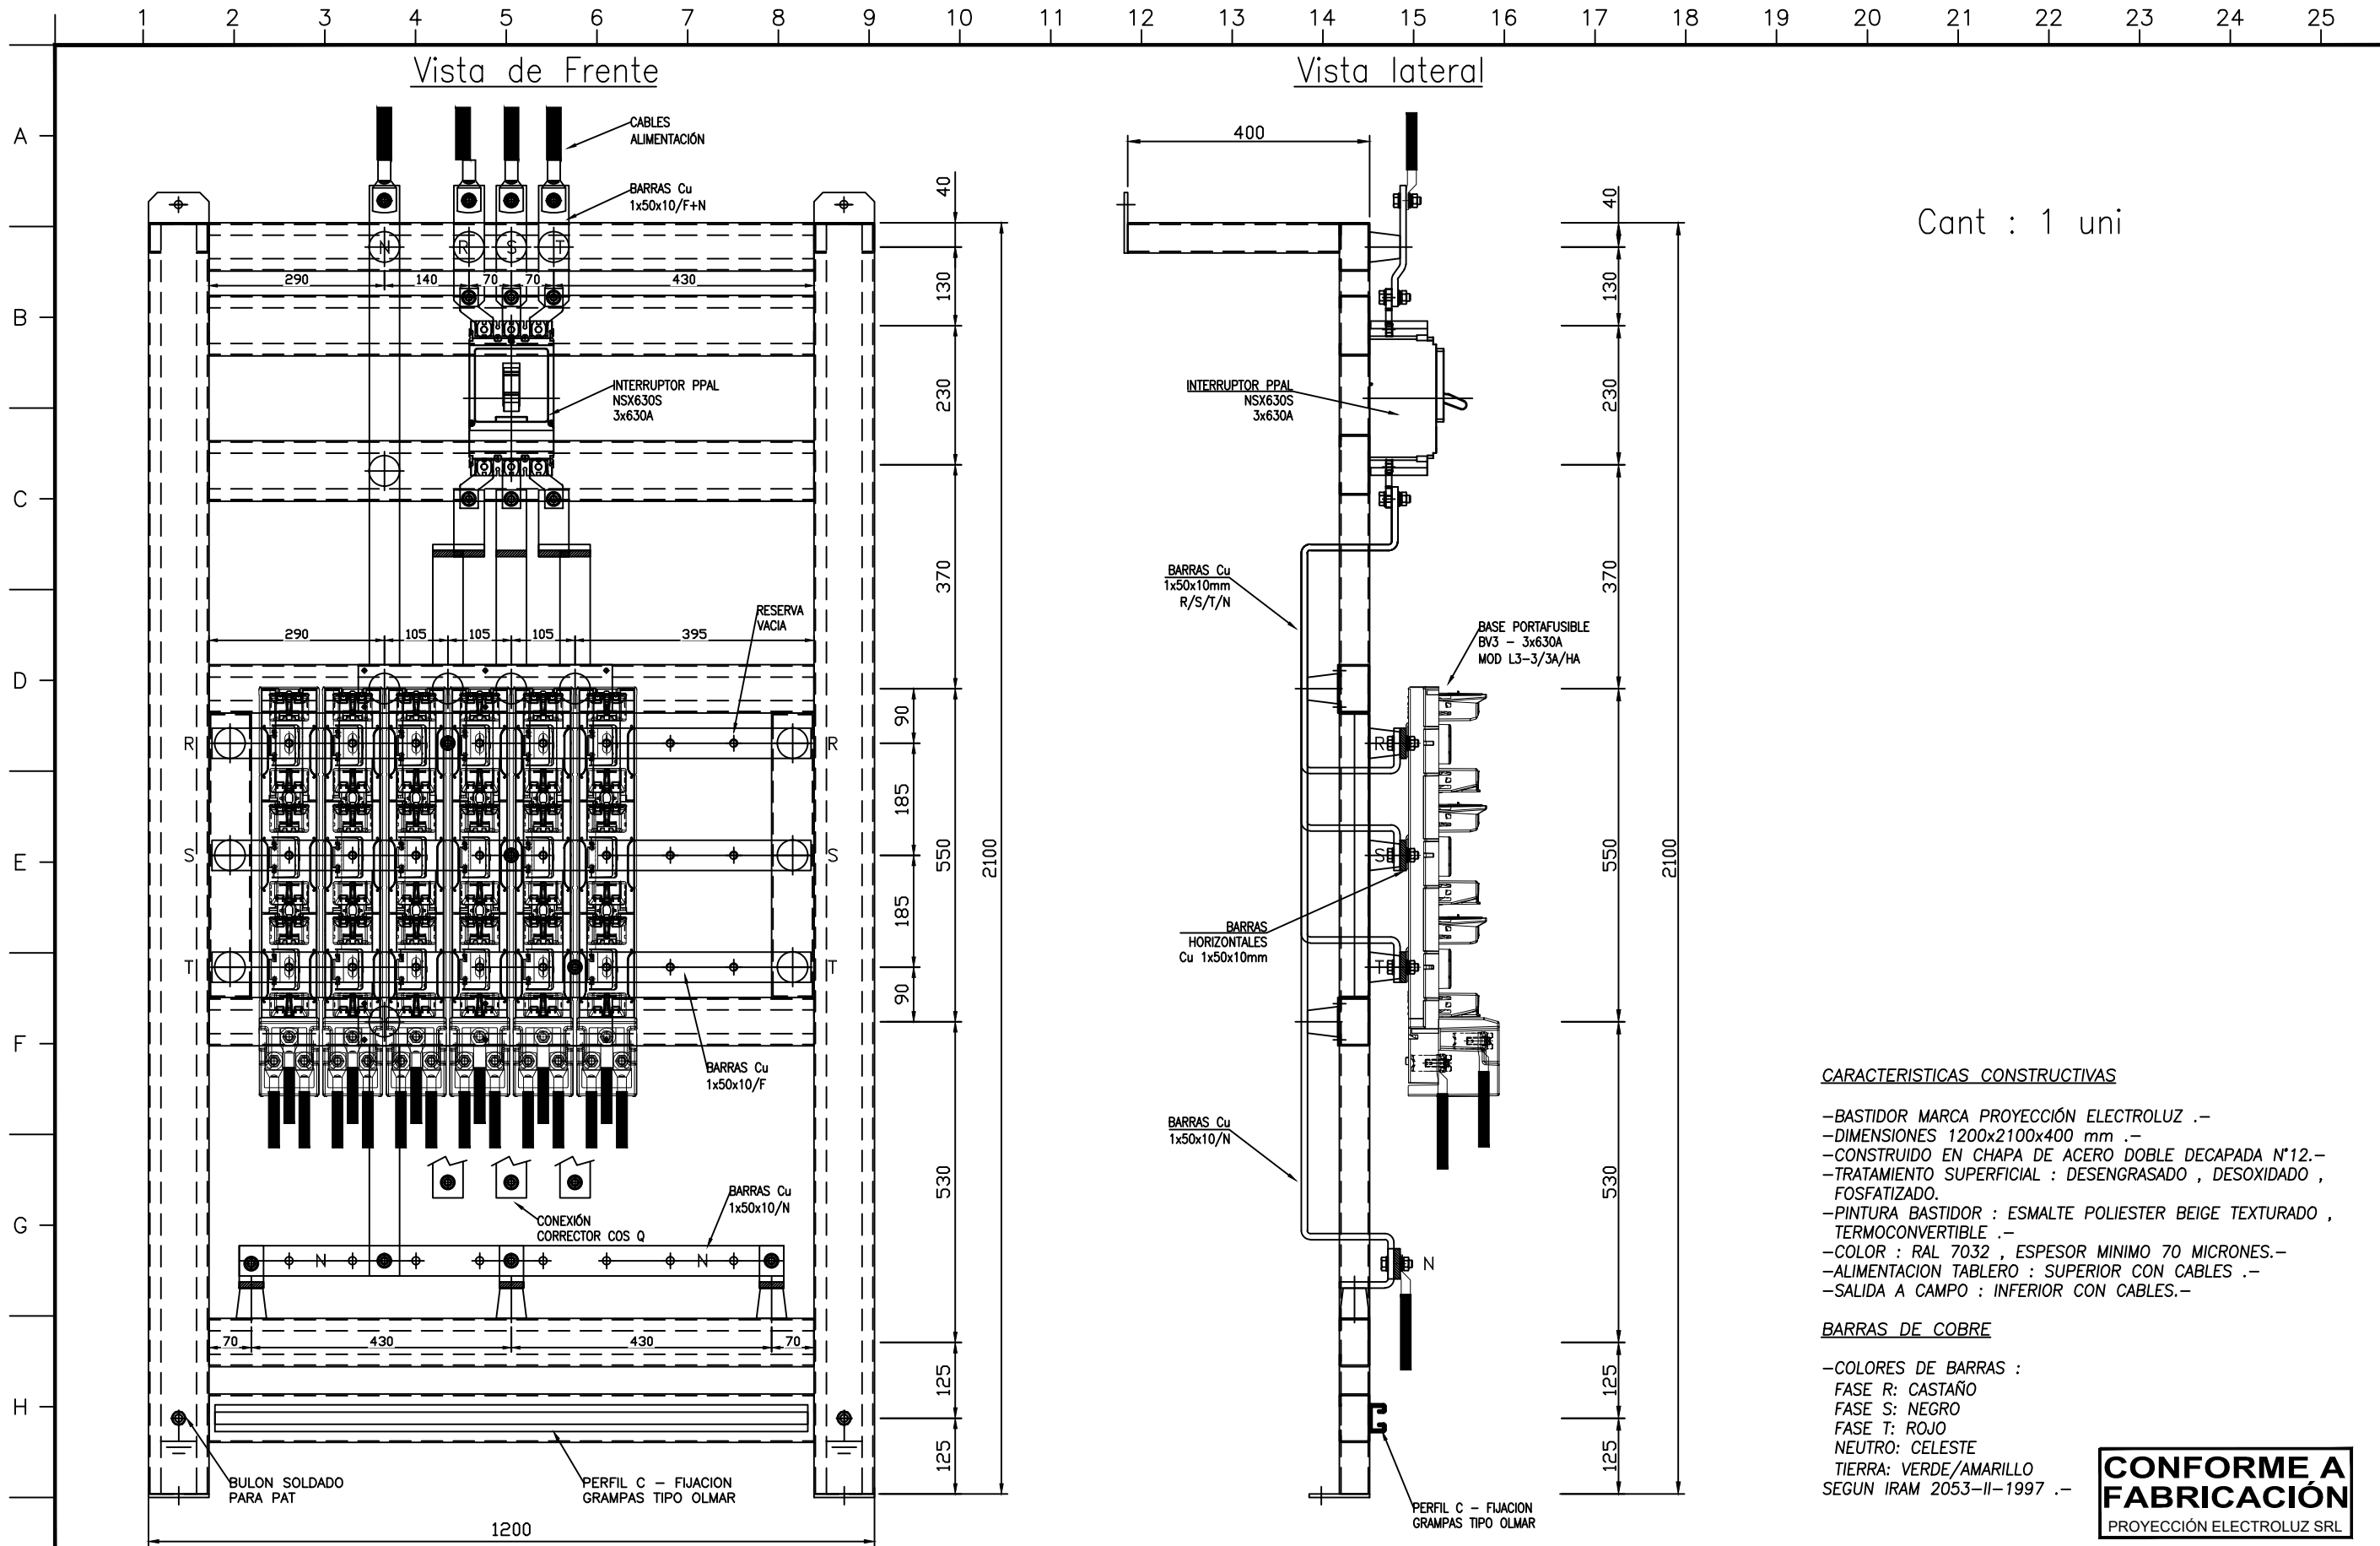 1 2 3 4 5 6 7 8 9 10 11 12 13 14 15 16 17 18 19 20 21 22 23 24 25
A
B
C
D
E
F
G
H
Vista de Frente
CABLES
ALIMENTACIÓN
BARRAS Cu
1x50x10/F+N
N R S T
290 140 70 70 430
INTERRUPTOR PPAL
NSX630S
3x630A
RESERVA
VACIA
290 105 105 105 395
R R
S S
T T
BARRAS Cu
1x50x10/F
BARRAS Cu
1x50x10/N
CONEXIÓN
CORRECTOR COS Q
N N
70 430 430 70
BULON SOLDADO
PARA PAT
PERFIL C – FIJACION
GRAMPAS TIPO OLMAR
1200
40
130
230
370
90
185
185
90
550
530
125
125
2100
Vista lateral
400
INTERRUPTOR PPAL
NSX630S
3x630A
BARRAS Cu
1x50x10mm
R/S/T/N
BASE PORTAFUSIBLE
BV3 – 3x630A
MOD L3–3/3A/HA
R
S
T
BARRAS
HORIZONTALES
Cu 1x50x10mm
BARRAS Cu
1x50x10/N
N
PERFIL C – FIJACION
GRAMPAS TIPO OLMAR
40
130
230
370
550
530
125
125
2100
Cant : 1 uni
CARACTERISTICAS CONSTRUCTIVAS
–BASTIDOR MARCA PROYECCIÓN ELECTROLUZ .–
–DIMENSIONES 1200x2100x400 mm .–
–CONSTRUIDO EN CHAPA DE ACERO DOBLE DECAPADA N°12.–
–TRATAMIENTO SUPERFICIAL : DESENGRASADO , DESOXIDADO ,
FOSFATIZADO.
–PINTURA BASTIDOR : ESMALTE POLIESTER BEIGE TEXTURADO ,
TERMOCONVERTIBLE .–
–COLOR : RAL 7032 , ESPESOR MINIMO 70 MICRONES.–
–ALIMENTACION TABLERO : SUPERIOR CON CABLES .–
–SALIDA A CAMPO : INFERIOR CON CABLES.–
BARRAS DE COBRE
–COLORES DE BARRAS :
FASE R: CASTAÑO
FASE S: NEGRO
FASE T: ROJO
NEUTRO: CELESTE
TIERRA: VERDE/AMARILLO
SEGUN IRAM 2053–II–1997 .–
CONFORME A
FABRICACIÓN
PROYECCIÓN ELECTROLUZ SRL